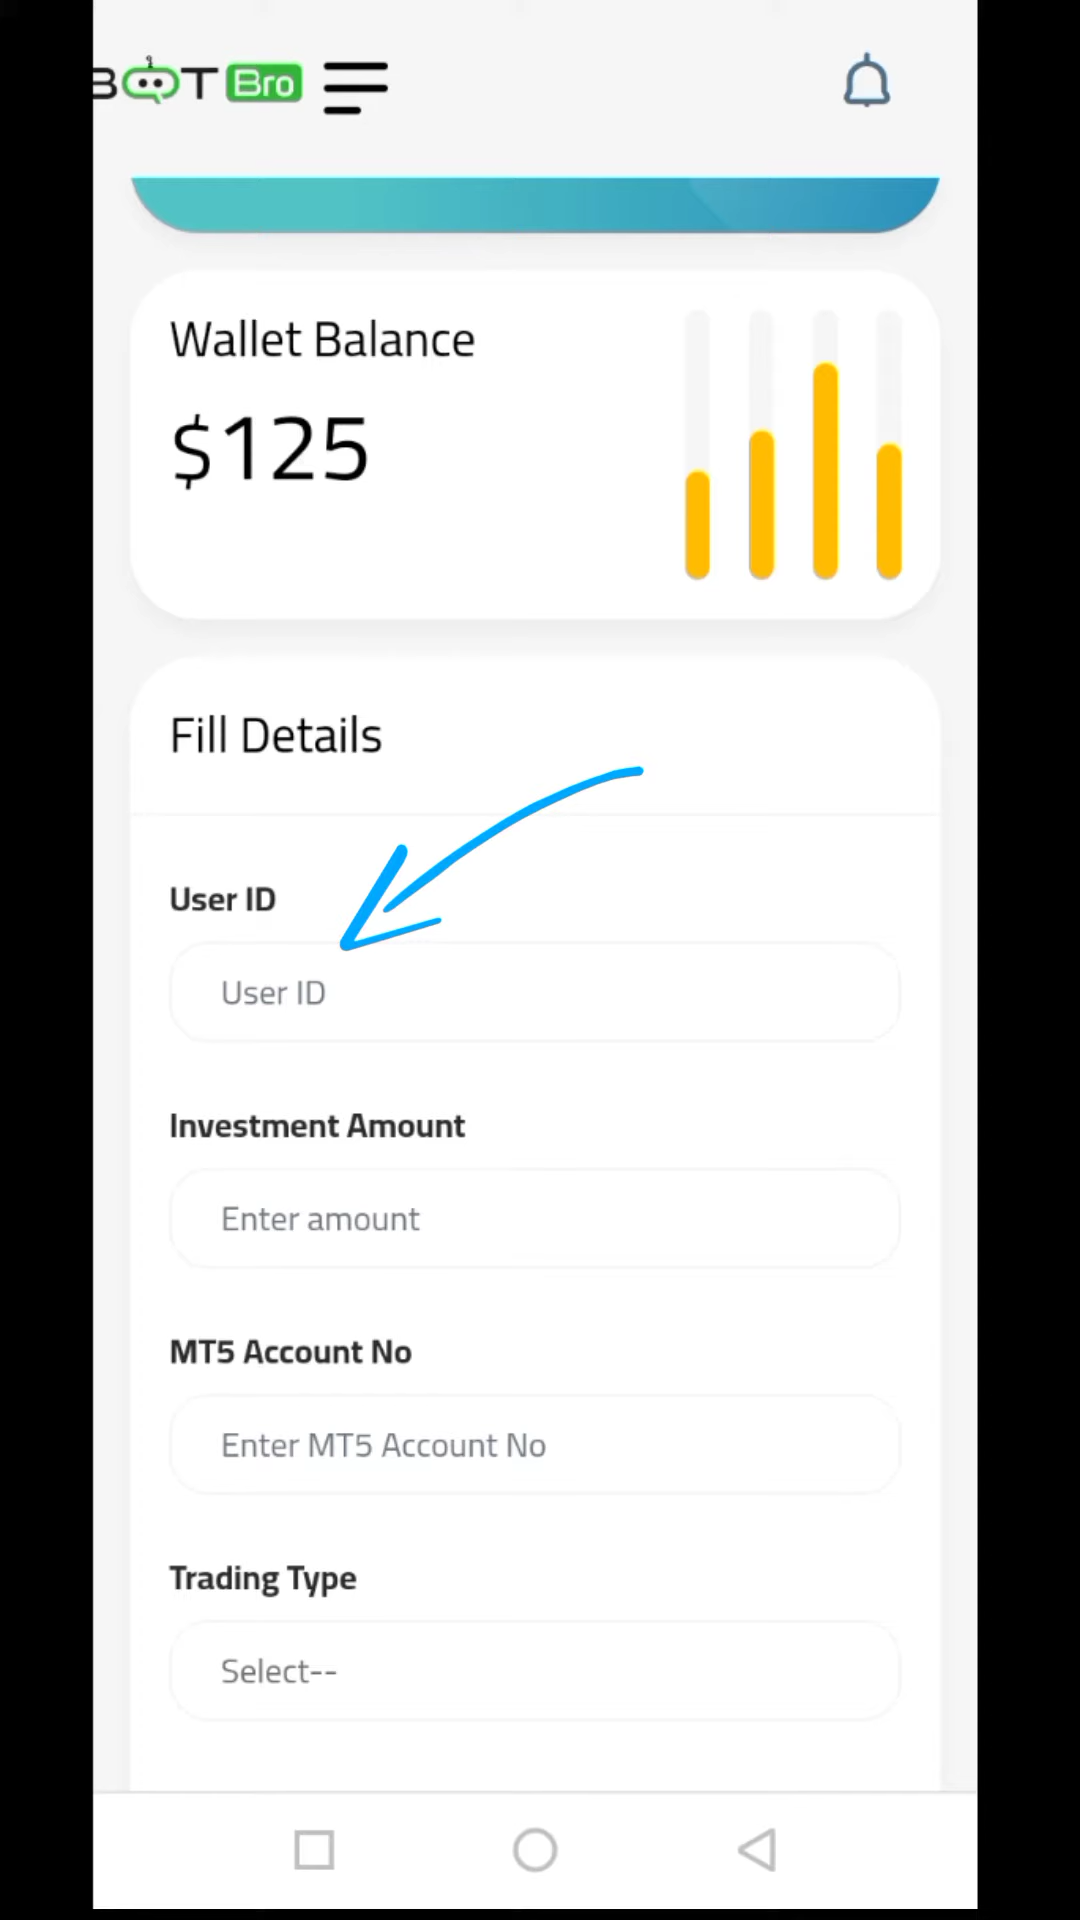 BOT Bro
Wallet Balance
$125
Fill Details
User ID
User ID
Investment Amount
Enter amount
MT5 Account No
Enter MT5 Account No
Trading Type
Select--